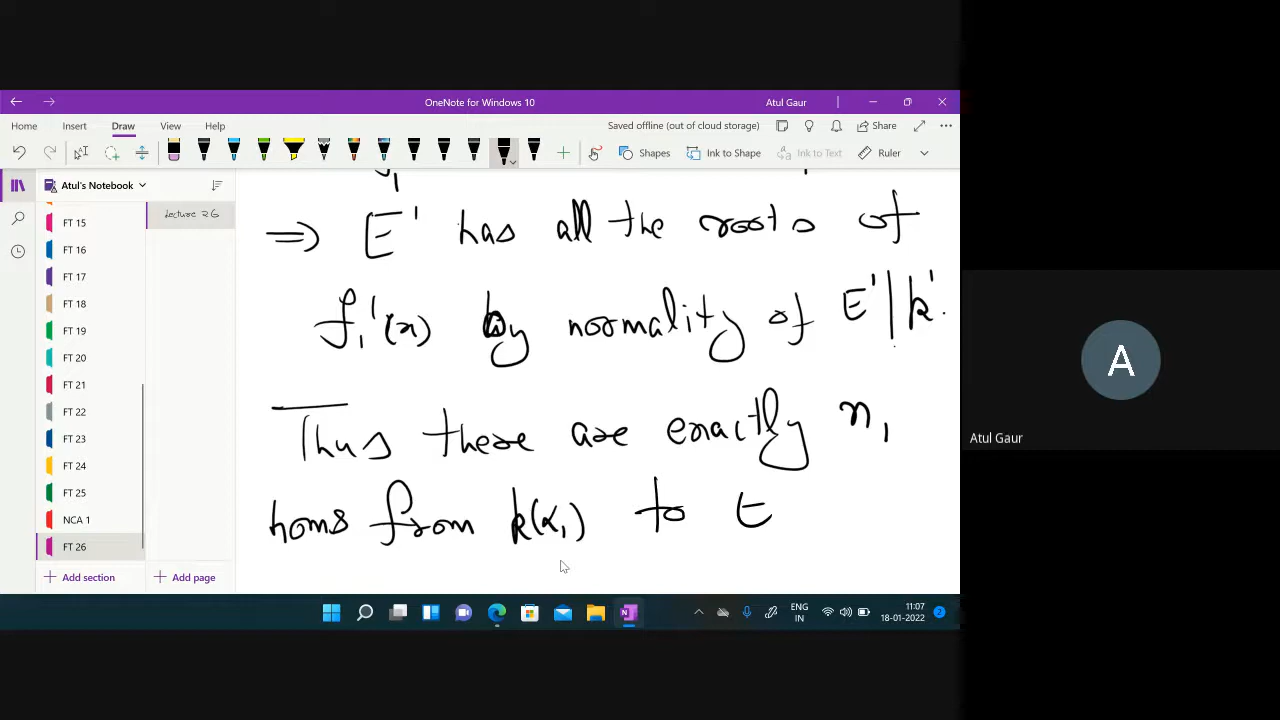 OneNote for Windows 10
Atul Gaur
Home
Insert
Draw
View
Help
Saved offline (out of cloud storage)
Share
Shapes
Ink to Shape
Ink to Text
Ruler
Atul's Notebook
Lecture 26
FT 15
FT 16
FT 17
FT 18
FT 19
FT 20
FT 21
FT 22
FT 23
FT 24
FT 25
NCA 1
FT 26
Add section
Add page
⇒ E' has all the roots of
f₁'(x) by normality of E'|k'.
Thus there are exactly n₁
homs from k(α₁) to E
A
Atul Gaur
ENG
IN
11:07
18-01-2022
2